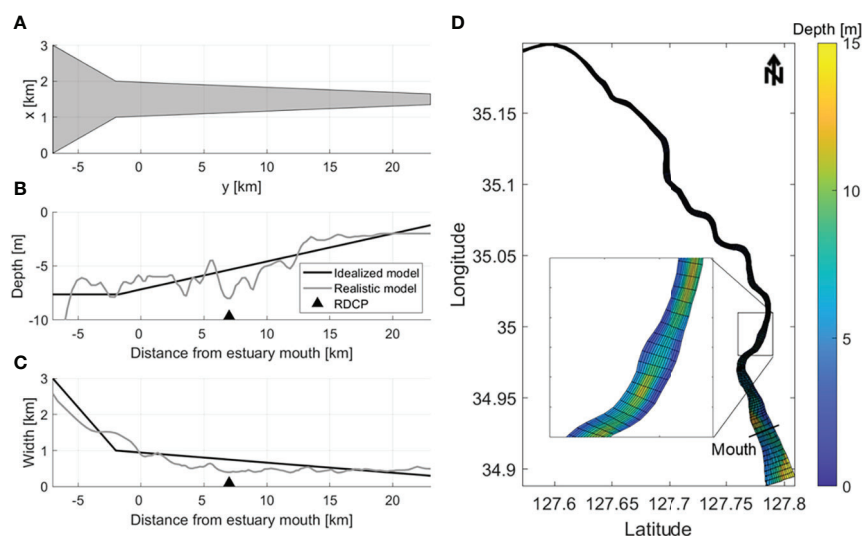 A
3
2
1
0
x [km]
-5
0
5
10
15
20
y [km]
B
0
-5
-10
Depth [m]
Idealized model
Realistic model
RDCP
-5
0
5
10
15
20
Distance from estuary mouth [km]
C
3
2
1
0
Width [km]
-5
0
5
10
15
20
Distance from estuary mouth [km]
D
Depth [m]
15
10
5
0
N
35.15
35.1
35.05
35
34.95
34.9
Longitude
Mouth
127.6
127.65
127.7
127.75
127.8
Latitude